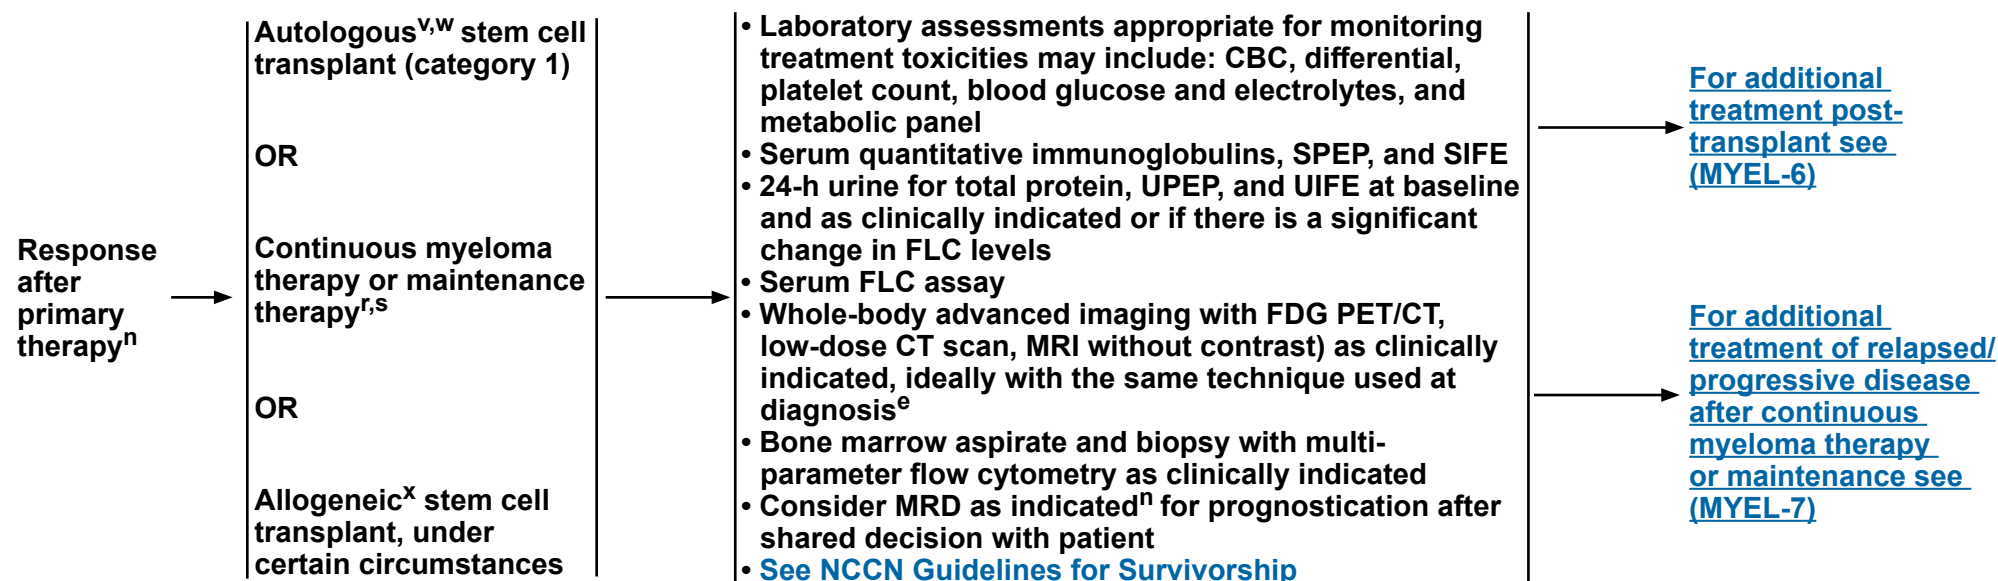 Response
after
primary
therapyⁿ
Autologousᵛ,ʷ stem cell
transplant (category 1)
OR
Continuous myeloma
therapy or maintenance
therapyʳ,ˢ
OR
Allogeneicˣ stem cell
transplant, under
certain circumstances
• Laboratory assessments appropriate for monitoring
treatment toxicities may include: CBC, differential,
platelet count, blood glucose and electrolytes, and
metabolic panel
• Serum quantitative immunoglobulins, SPEP, and SIFE
• 24-h urine for total protein, UPEP, and UIFE at baseline
and as clinically indicated or if there is a significant
change in FLC levels
• Serum FLC assay
• Whole-body advanced imaging with FDG PET/CT,
low-dose CT scan, MRI without contrast) as clinically
indicated, ideally with the same technique used at
diagnosisᵉ
• Bone marrow aspirate and biopsy with multi-
parameter flow cytometry as clinically indicated
• Consider MRD as indicatedⁿ for prognostication after
shared decision with patient
• See NCCN Guidelines for Survivorship
For additional
treatment post-
transplant see
(MYEL-6)
For additional
treatment of relapsed/
progressive disease
after continuous
myeloma therapy
or maintenance see
(MYEL-7)